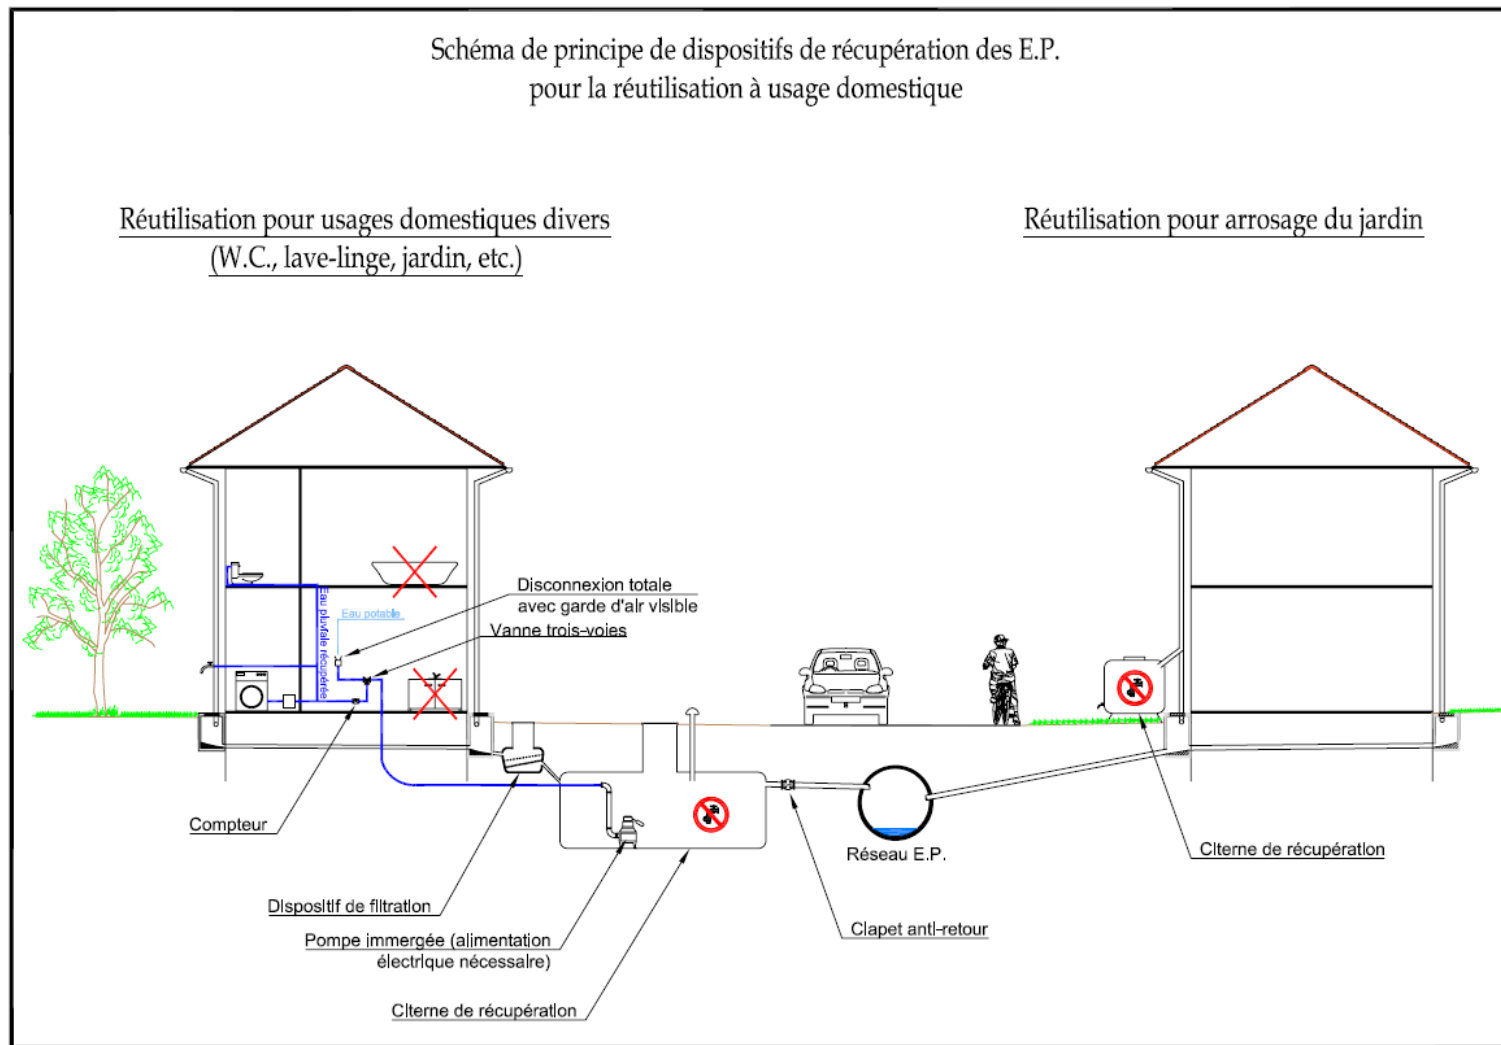 Schéma de principe de dispositifs de récupération des E.P.
pour la réutilisation à usage domestique
Réutilisation pour usages domestiques divers
(W.C., lave-linge, jardin, etc.)
Réutilisation pour arrosage du jardin
Disconnexion totale
avec garde d'air visible
Vanne trois-voies
Eau potable
Eau pluviale récupérée
Compteur
Dispositif de filtration
Pompe immergée (alimentation
électrique nécessaire)
Citerne de récupération
Réseau E.P.
Clapet anti-retour
Citerne de récupération